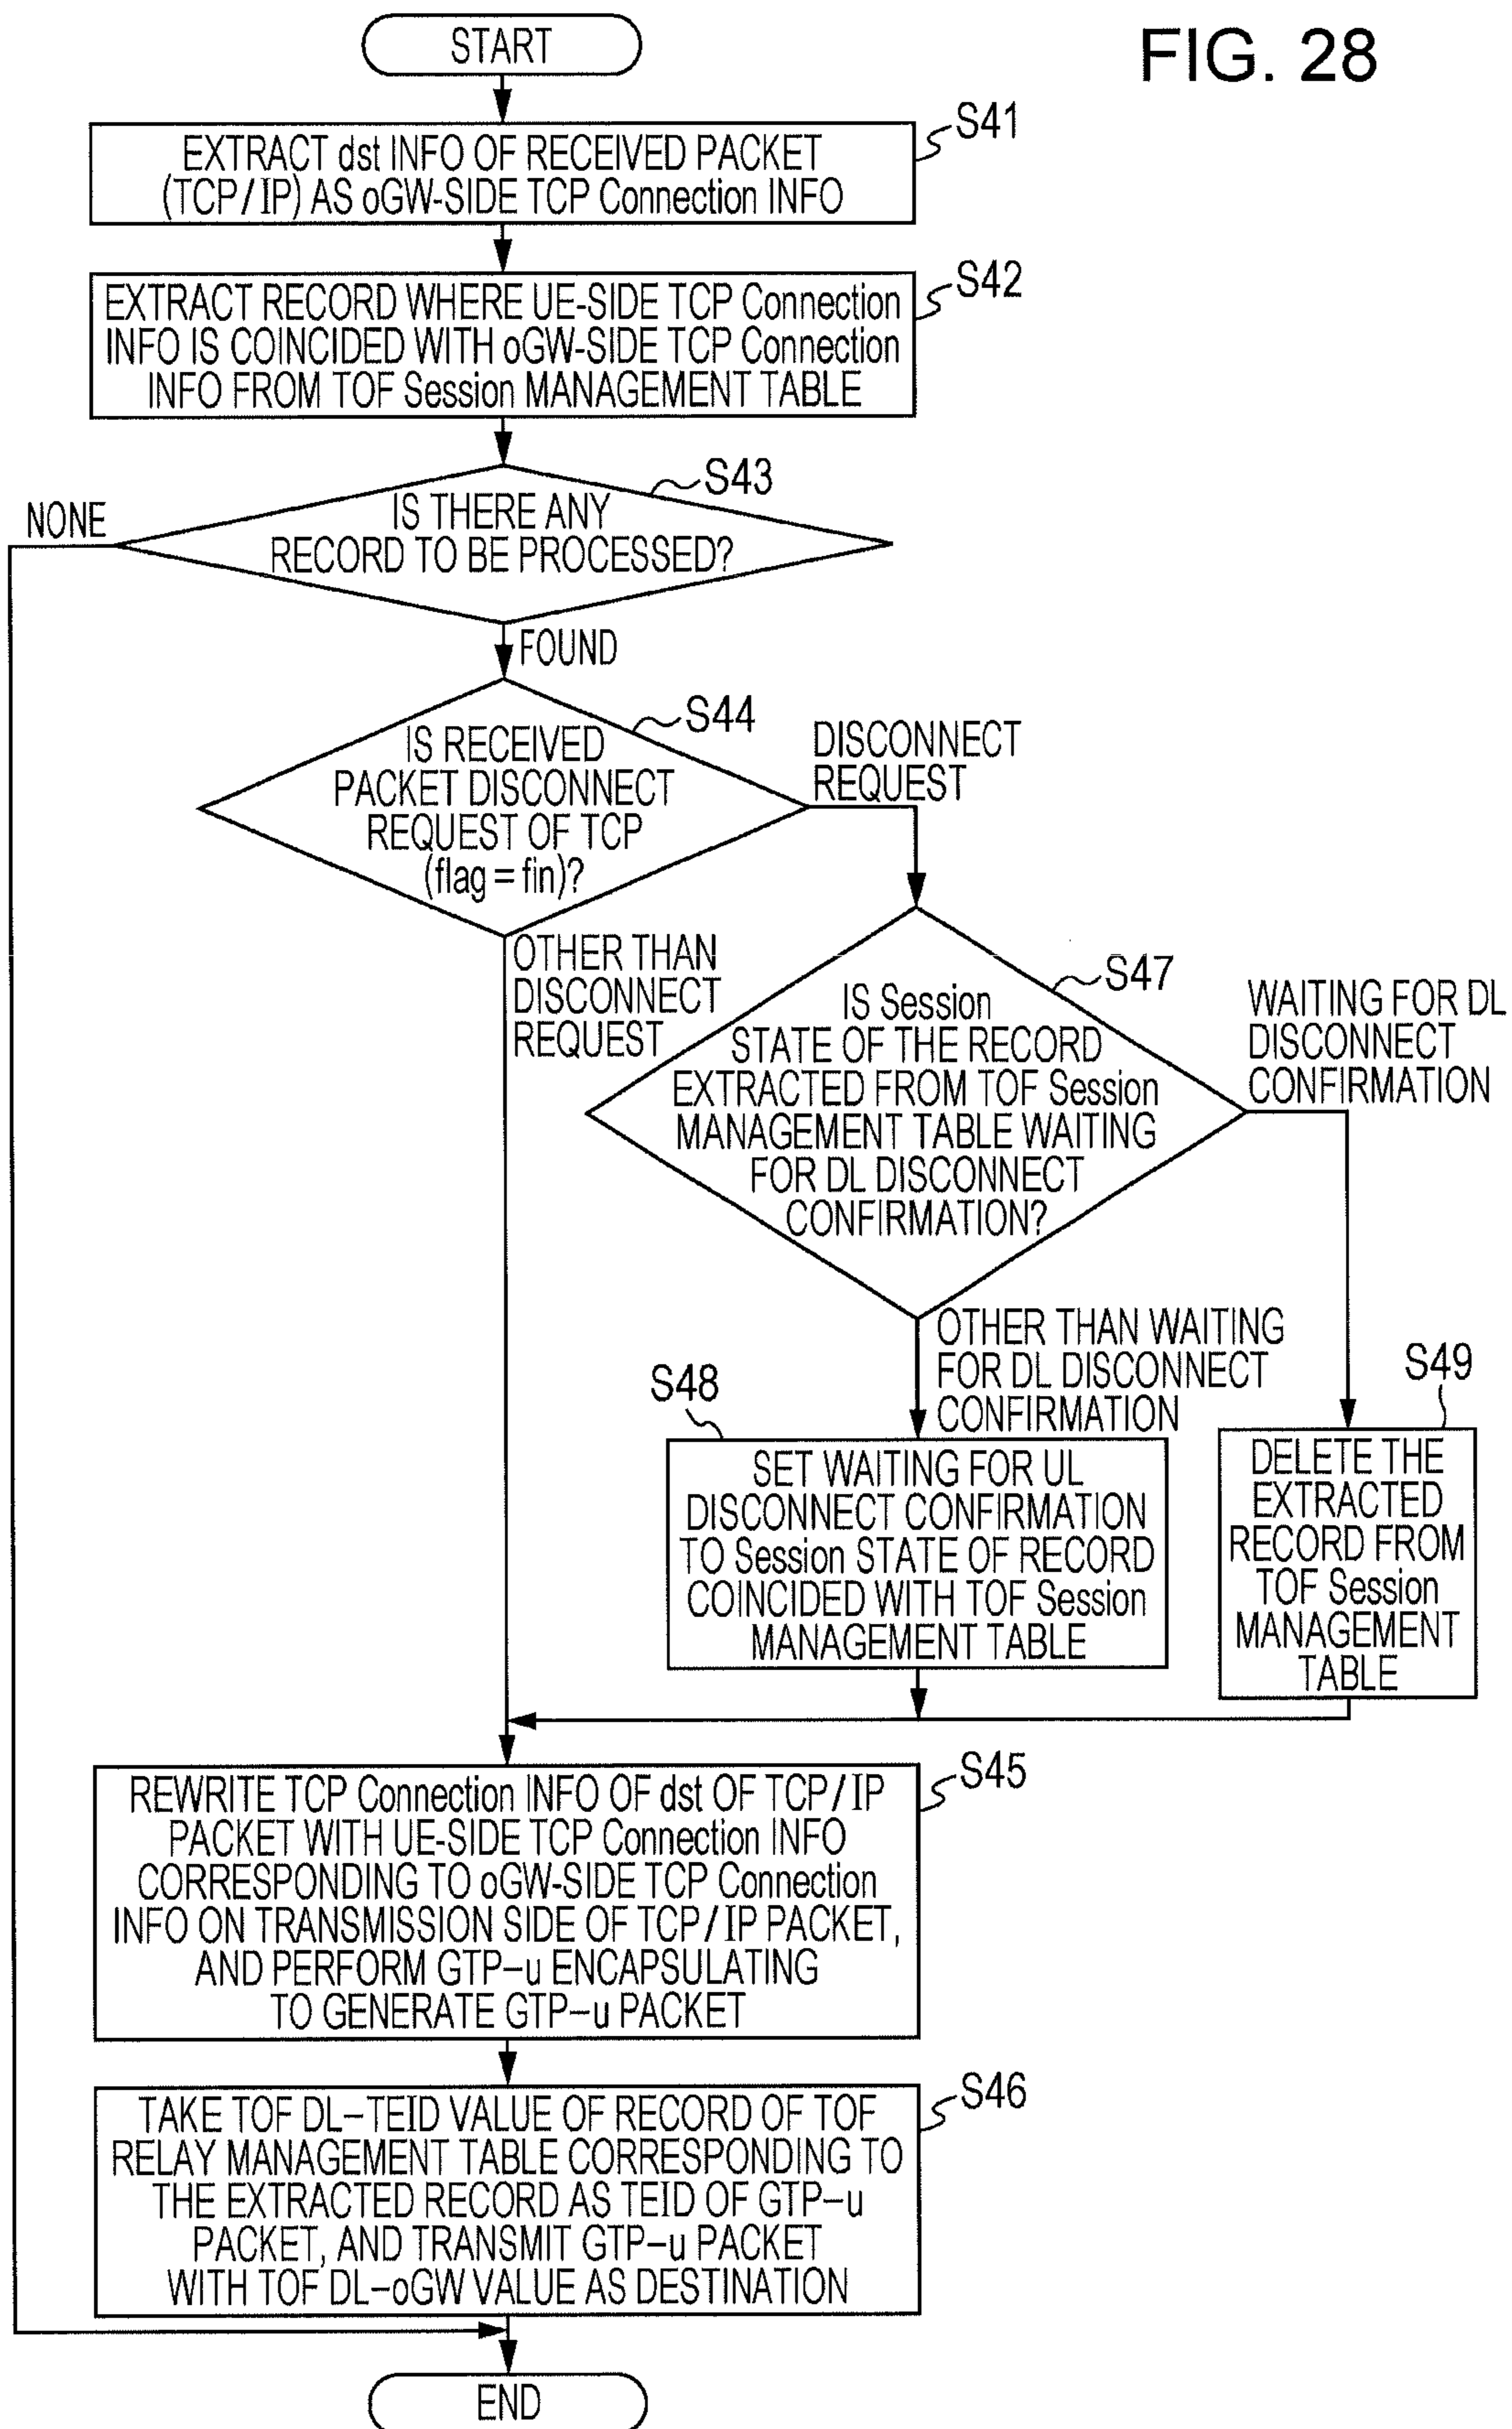 FIG. 28
START
S41
EXTRACT dst INFO OF RECEIVED PACKET
(TCP/IP) AS oGW-SIDE TCP Connection INFO
S42
EXTRACT RECORD WHERE UE-SIDE TCP Connection
INFO IS COINCIDED WITH oGW-SIDE TCP Connection
INFO FROM TOF Session MANAGEMENT TABLE
S43
NONE
IS THERE ANY
RECORD TO BE PROCESSED?
FOUND
S44
IS RECEIVED
PACKET DISCONNECT
REQUEST OF TCP
(flag = fin)?
DISCONNECT
REQUEST
OTHER THAN
DISCONNECT
REQUEST
S47
IS Session
STATE OF THE RECORD
EXTRACTED FROM TOF Session
MANAGEMENT TABLE WAITING
FOR DL DISCONNECT
CONFIRMATION?
WAITING FOR DL
DISCONNECT
CONFIRMATION
OTHER THAN WAITING
FOR DL DISCONNECT
CONFIRMATION
S48
SET WAITING FOR UL
DISCONNECT CONFIRMATION
TO Session STATE OF RECORD
COINCIDED WITH TOF Session
MANAGEMENT TABLE
S49
DELETE THE
EXTRACTED
RECORD FROM
TOF Session
MANAGEMENT
TABLE
S45
REWRITE TCP Connection INFO OF dst OF TCP/IP
PACKET WITH UE-SIDE TCP Connection INFO
CORRESPONDING TO oGW-SIDE TCP Connection
INFO ON TRANSMISSION SIDE OF TCP/IP PACKET,
AND PERFORM GTP-u ENCAPSULATING
TO GENERATE GTP-u PACKET
S46
TAKE TOF DL-TEID VALUE OF RECORD OF TOF
RELAY MANAGEMENT TABLE CORRESPONDING TO
THE EXTRACTED RECORD AS TEID OF GTP-u
PACKET, AND TRANSMIT GTP-u PACKET
WITH TOF DL-oGW VALUE AS DESTINATION
END